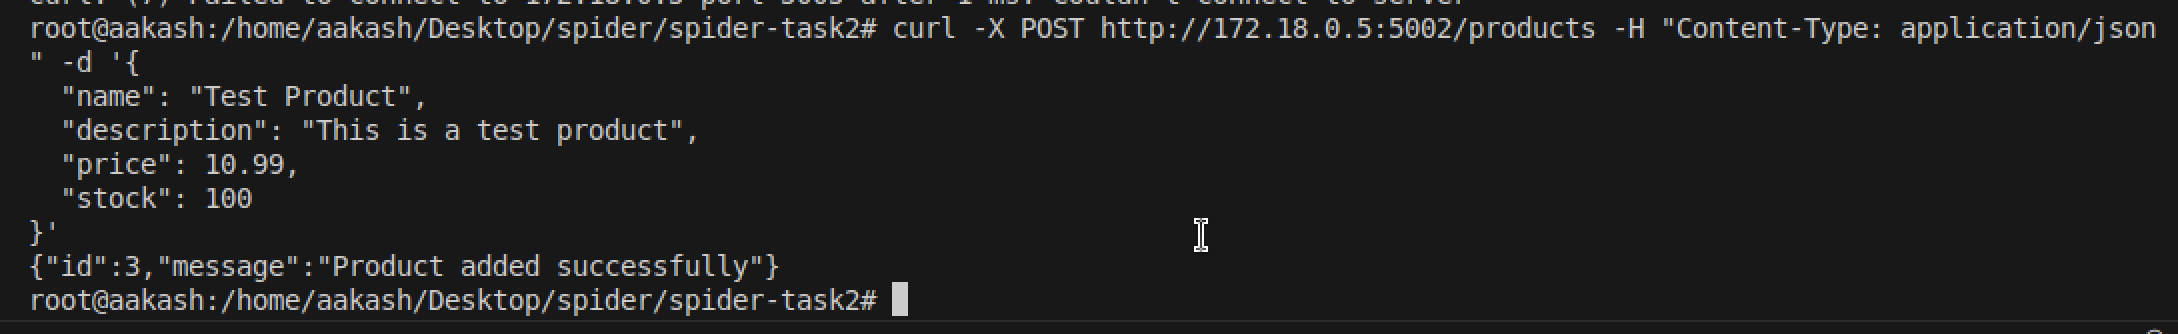 root@aakash:/home/aakash/Desktop/spider/spider-task2# curl -X POST http://172.18.0.5:5002/products -H "Content-Type: application/json
" -d '{
  "name": "Test Product",
  "description": "This is a test product",
  "price": 10.99,
  "stock": 100
}'
{"id":3,"message":"Product added successfully"}
root@aakash:/home/aakash/Desktop/spider/spider-task2#